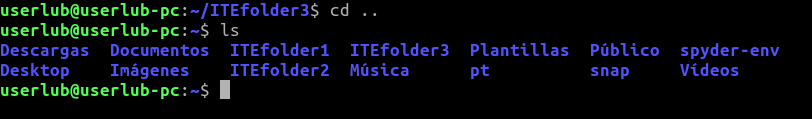 userlub@userlub-pc:~/ITEfolder3$ cd ..
userlub@userlub-pc:~$ ls
Descargas  Documentos  ITEfolder1  ITEfolder3  Plantillas  Público  spyder-env
Desktop    Imágenes    ITEfolder2  Música      pt          snap     Vídeos
userlub@userlub-pc:~$